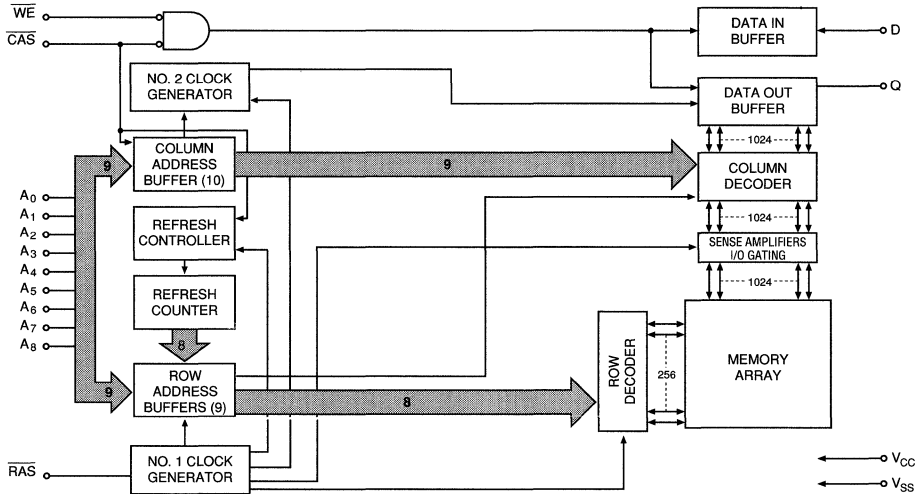 WE
CAS
NO. 2 CLOCK
GENERATOR
DATA IN
BUFFER
D
DATA OUT
BUFFER
Q
1024
COLUMN
ADDRESS
BUFFER (10)
9
9
COLUMN
DECODER
1024
A0
A1
A2
A3
A4
A5
A6
A7
A8
REFRESH
CONTROLLER
SENSE AMPLIFIERS
I/O GATING
1024
REFRESH
COUNTER
8
ROW
DECODER
256
MEMORY
ARRAY
9
ROW
ADDRESS
BUFFERS (9)
8
RAS
NO. 1 CLOCK
GENERATOR
VCC
VSS